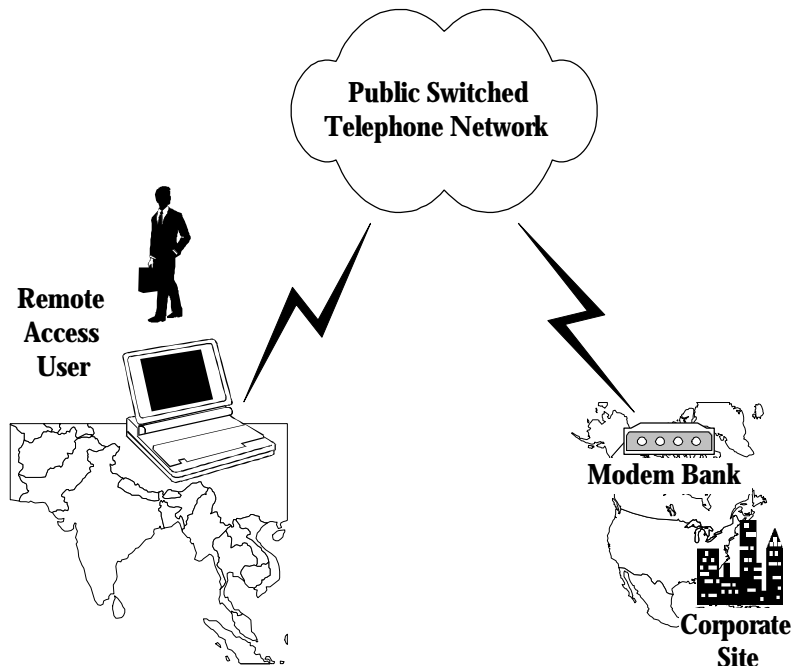 Public Switched
Telephone Network
Remote
Access
User
Modem Bank
Corporate
Site